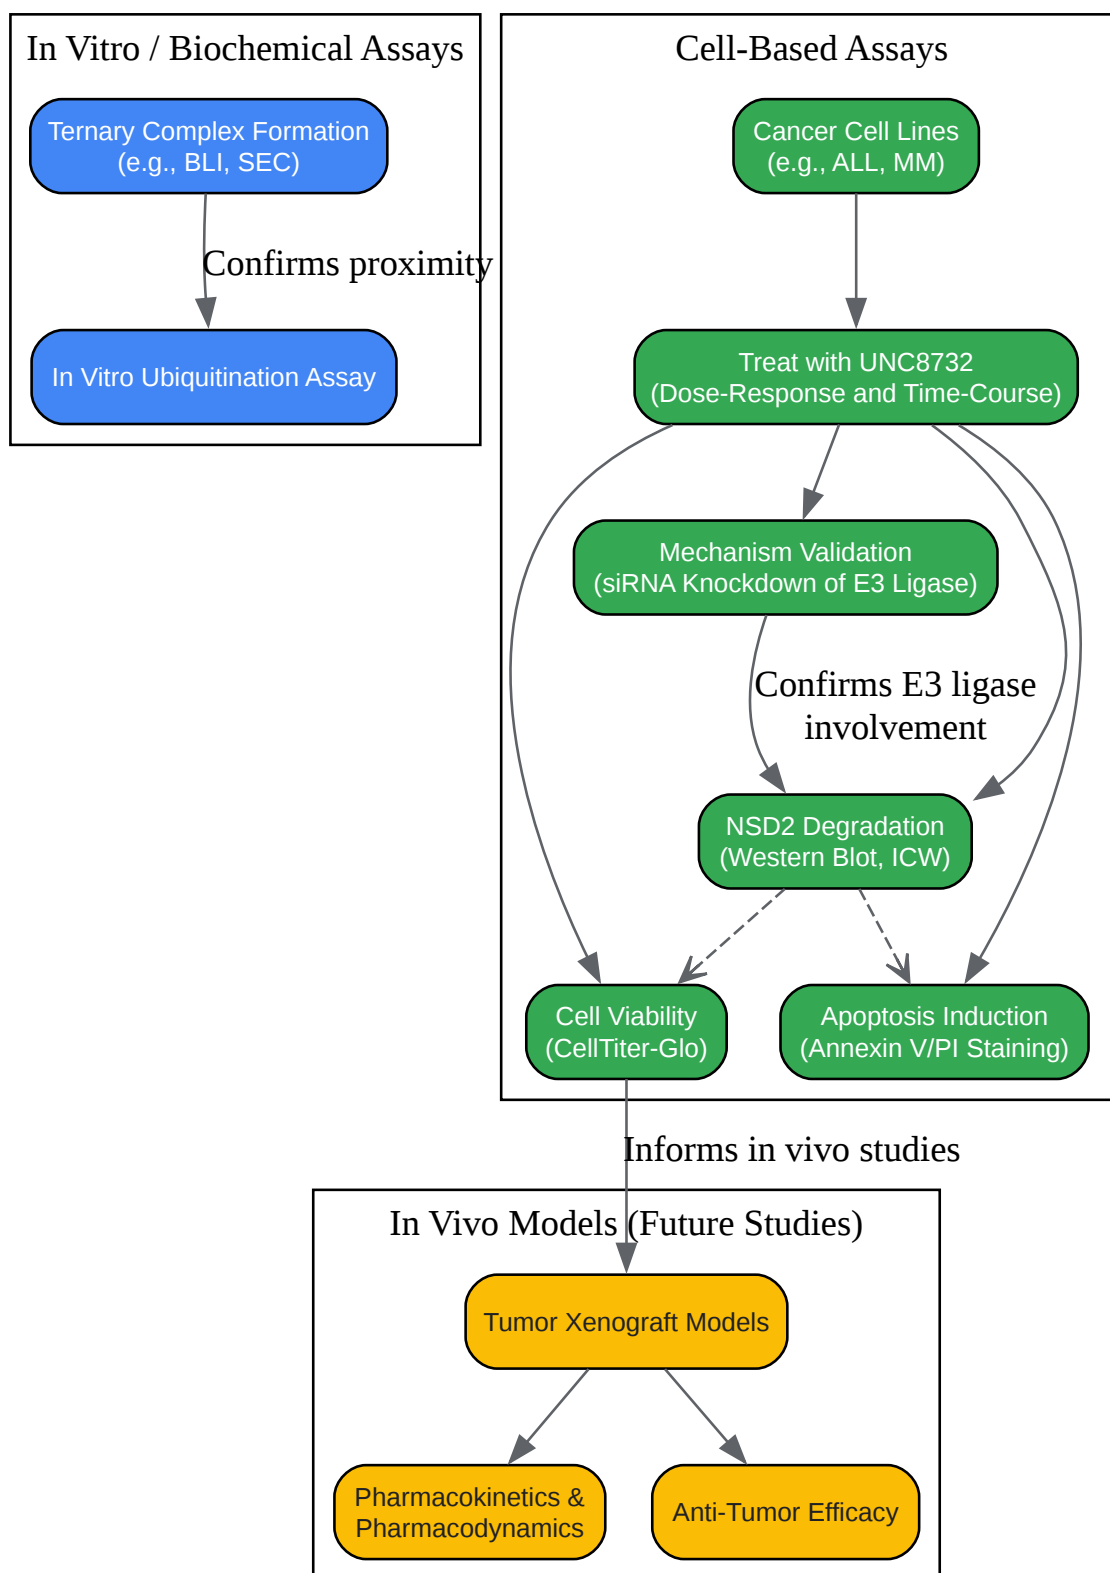 In Vitro / Biochemical Assays
Ternary Complex Formation
(e.g., BLI, SEC)
Confirms proximity
In Vitro Ubiquitination Assay
Cell-Based Assays
Cancer Cell Lines
(e.g., ALL, MM)
Treat with UNC8732
(Dose-Response and Time-Course)
Mechanism Validation
(siRNA Knockdown of E3 Ligase)
Confirms E3 ligase
involvement
NSD2 Degradation
(Western Blot, ICW)
Cell Viability
(CellTiter-Glo)
Apoptosis Induction
(Annexin V/PI Staining)
Informs in vivo studies
In Vivo Models (Future Studies)
Tumor Xenograft Models
Pharmacokinetics &
Pharmacodynamics
Anti-Tumor Efficacy